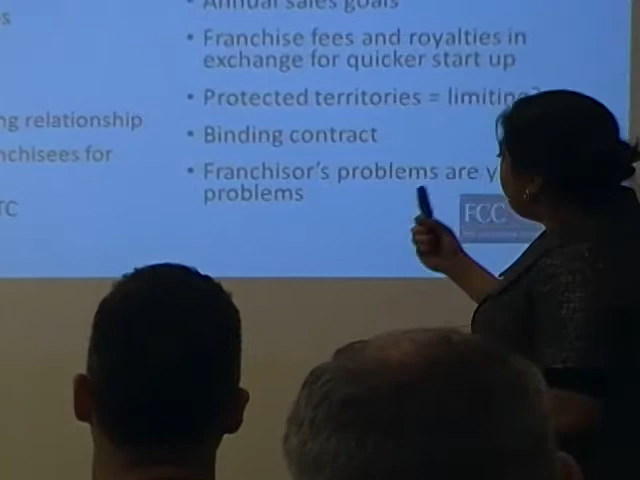 s
ng relationship
nchisees for
TC
• Annual sales goals
• Franchise fees and royalties in
exchange for quicker start up
• Protected territories = limiting?
• Binding contract
• Franchisor's problems are y
problems
FCC